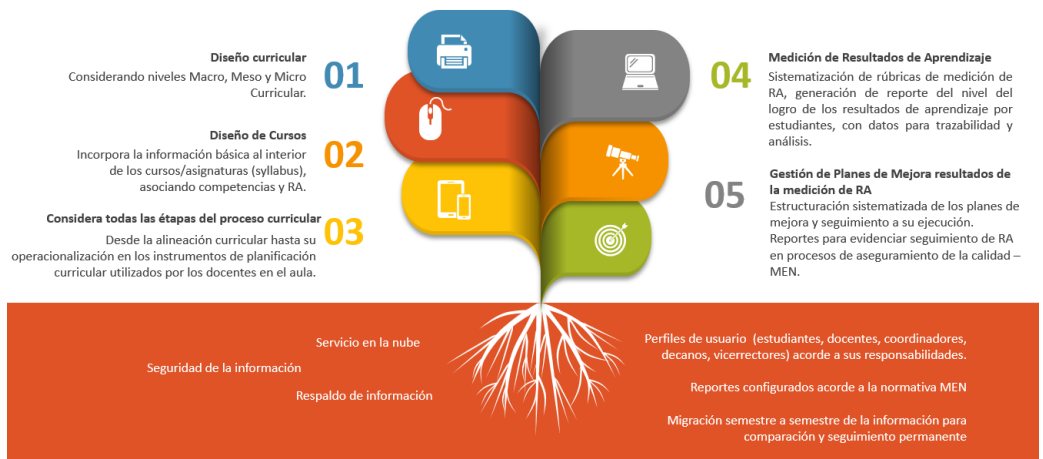 01
Diseño curricular
Considerando niveles Macro, Meso y Micro
Curricular.
02
Diseño de Cursos
Incorpora la información básica al interior
de los cursos/asignaturas (syllabus),
asociando competencias y RA.
03
Considera todas las étapas del proceso curricular
Desde la alineación curricular hasta su
operacionalización en los instrumentos de planificación
curricular utilizados por los docentes en el aula.
04
Medición de Resultados de Aprendizaje
Sistematización de rúbricas de medición de
RA, generación de reporte del nivel del
logro de los resultados de aprendizaje por
estudiantes, con datos para trazabilidad y
análisis.
05
Gestión de Planes de Mejora resultados de
la medición de RA
Estructuración sistematizada de los planes de
mejora y seguimiento a su ejecución.
Reportes para evidenciar seguimiento de RA
en procesos de aseguramiento de la calidad –
MEN.
Servicio en la nube
Seguridad de la información
Respaldo de información
Perfiles de usuario (estudiantes, docentes, coordinadores,
decanos, vicerrectores) acorde a sus responsabilidades.
Reportes configurados acorde a la normativa MEN
Migración semestre a semestre de la información para
comparación y seguimiento permanente